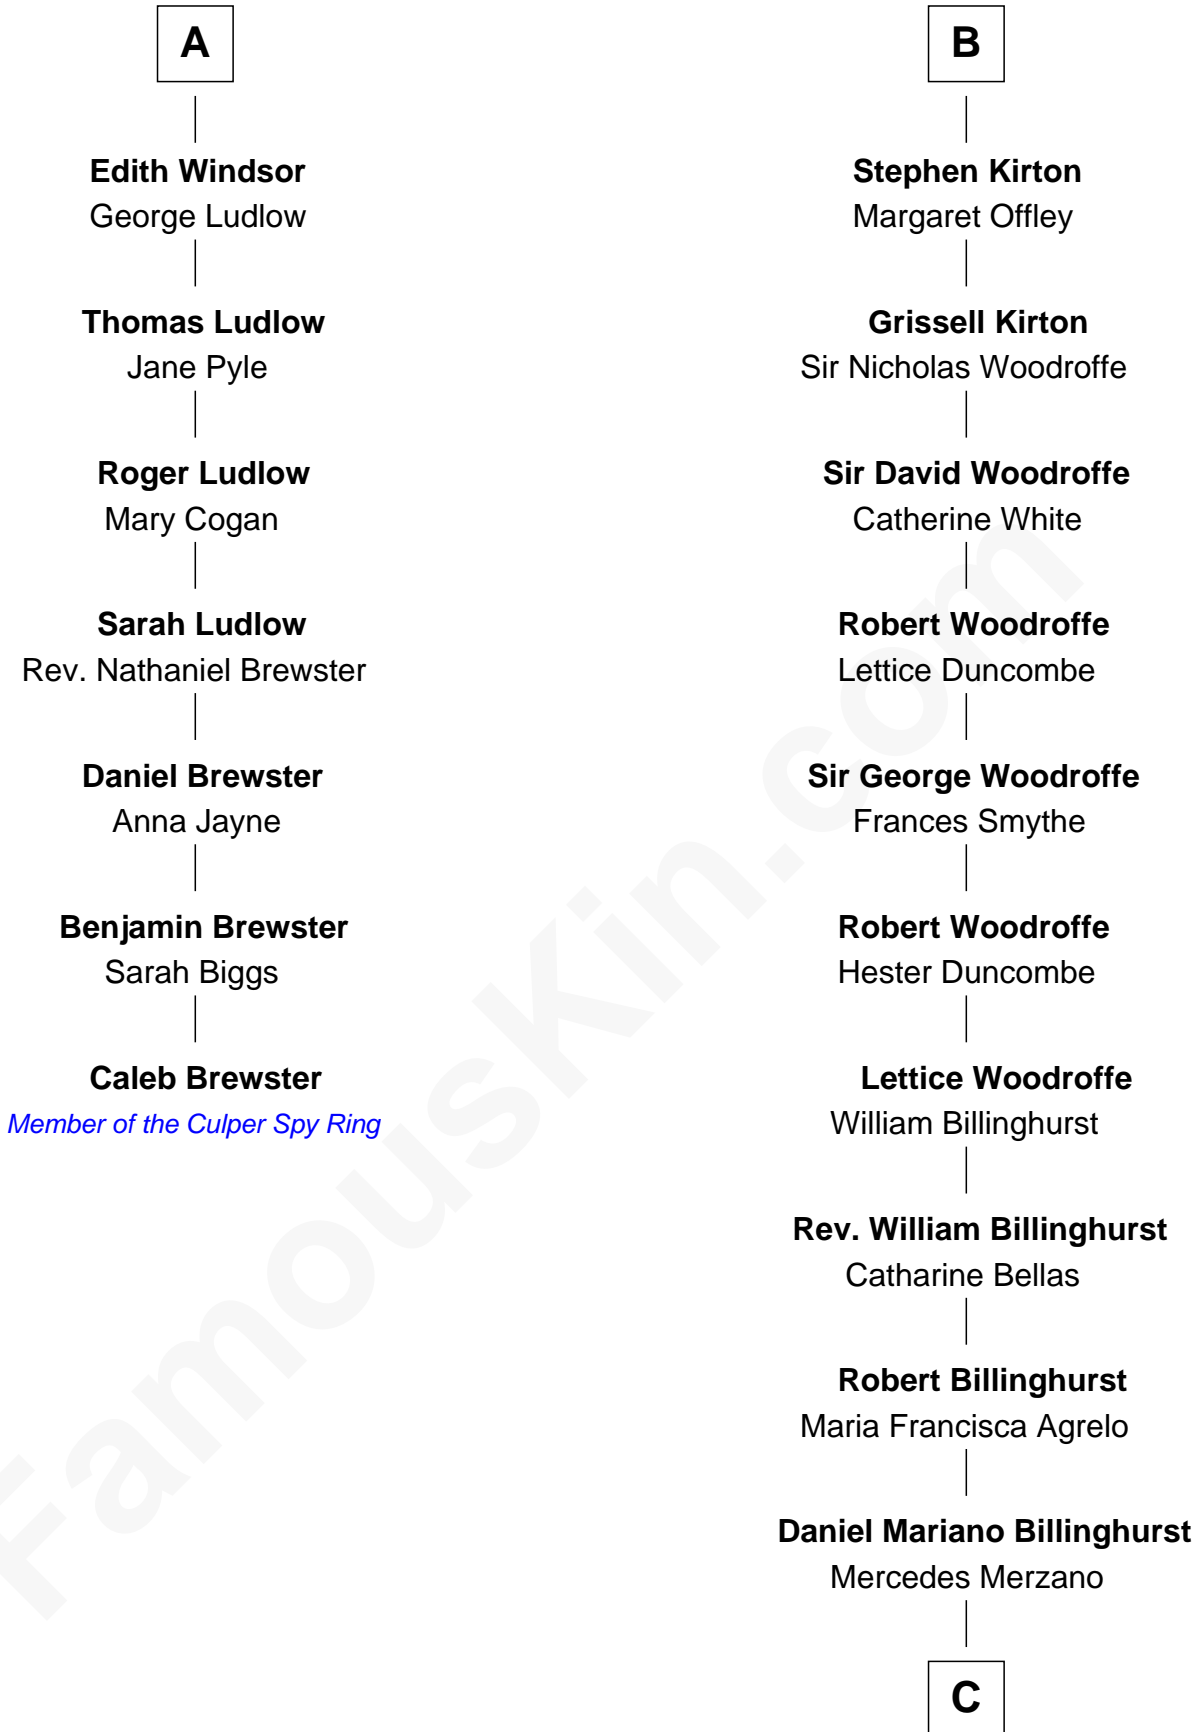 A
Edith Windsor
George Ludlow
Thomas Ludlow
Jane Pyle
Roger Ludlow
Mary Cogan
Sarah Ludlow
Rev. Nathaniel Brewster
Daniel Brewster
Anna Jayne
Benjamin Brewster
Sarah Biggs
Caleb Brewster
Member of the Culper Spy Ring
B
Stephen Kirton
Margaret Offley
Grissell Kirton
Sir Nicholas Woodroffe
Sir David Woodroffe
Catherine White
Robert Woodroffe
Lettice Duncombe
Sir George Woodroffe
Frances Smythe
Robert Woodroffe
Hester Duncombe
Lettice Woodroffe
William Billinghurst
Rev. William Billinghurst
Catharine Bellas
Robert Billinghurst
Maria Francisca Agrelo
Daniel Mariano Billinghurst
Mercedes Merzano
C
FamousKin.com